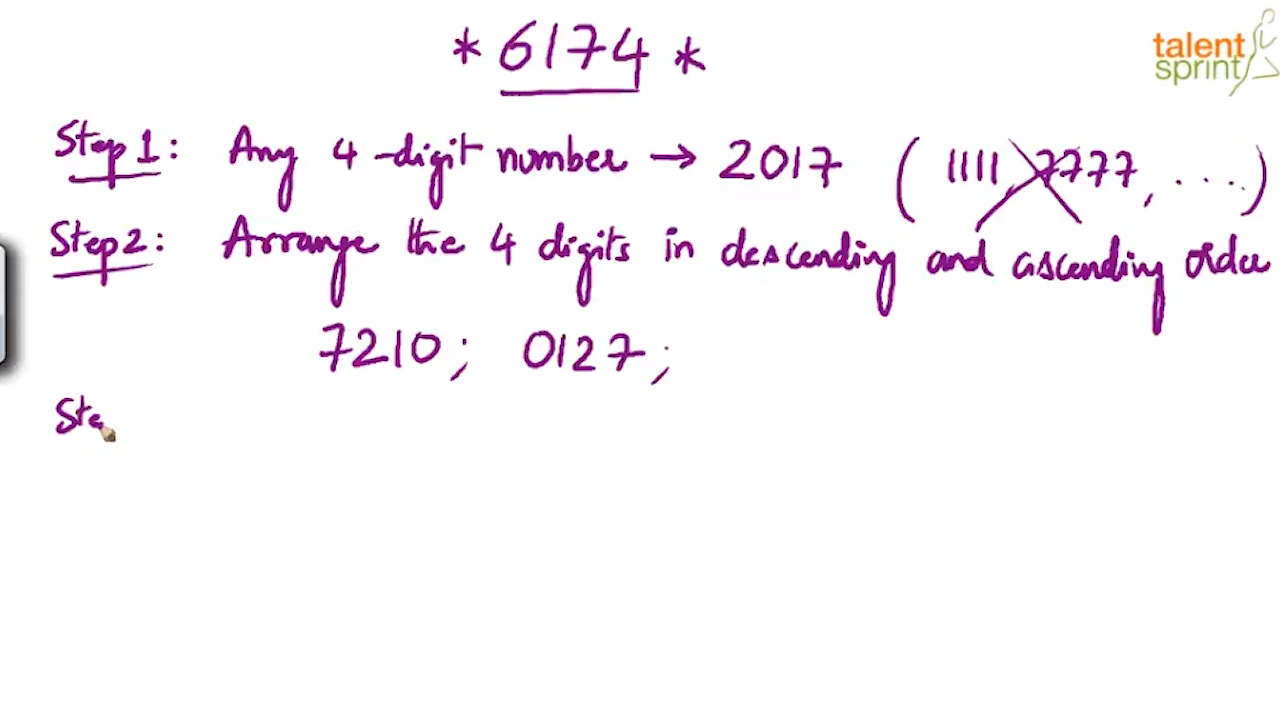 * 6174 *
talent
sprint
Step 1: Any 4-digit number → 2017 (1111, 7777, ....)
Step 2: Arrange the 4 digits in descending and ascending order
7210; 0127;
Ste